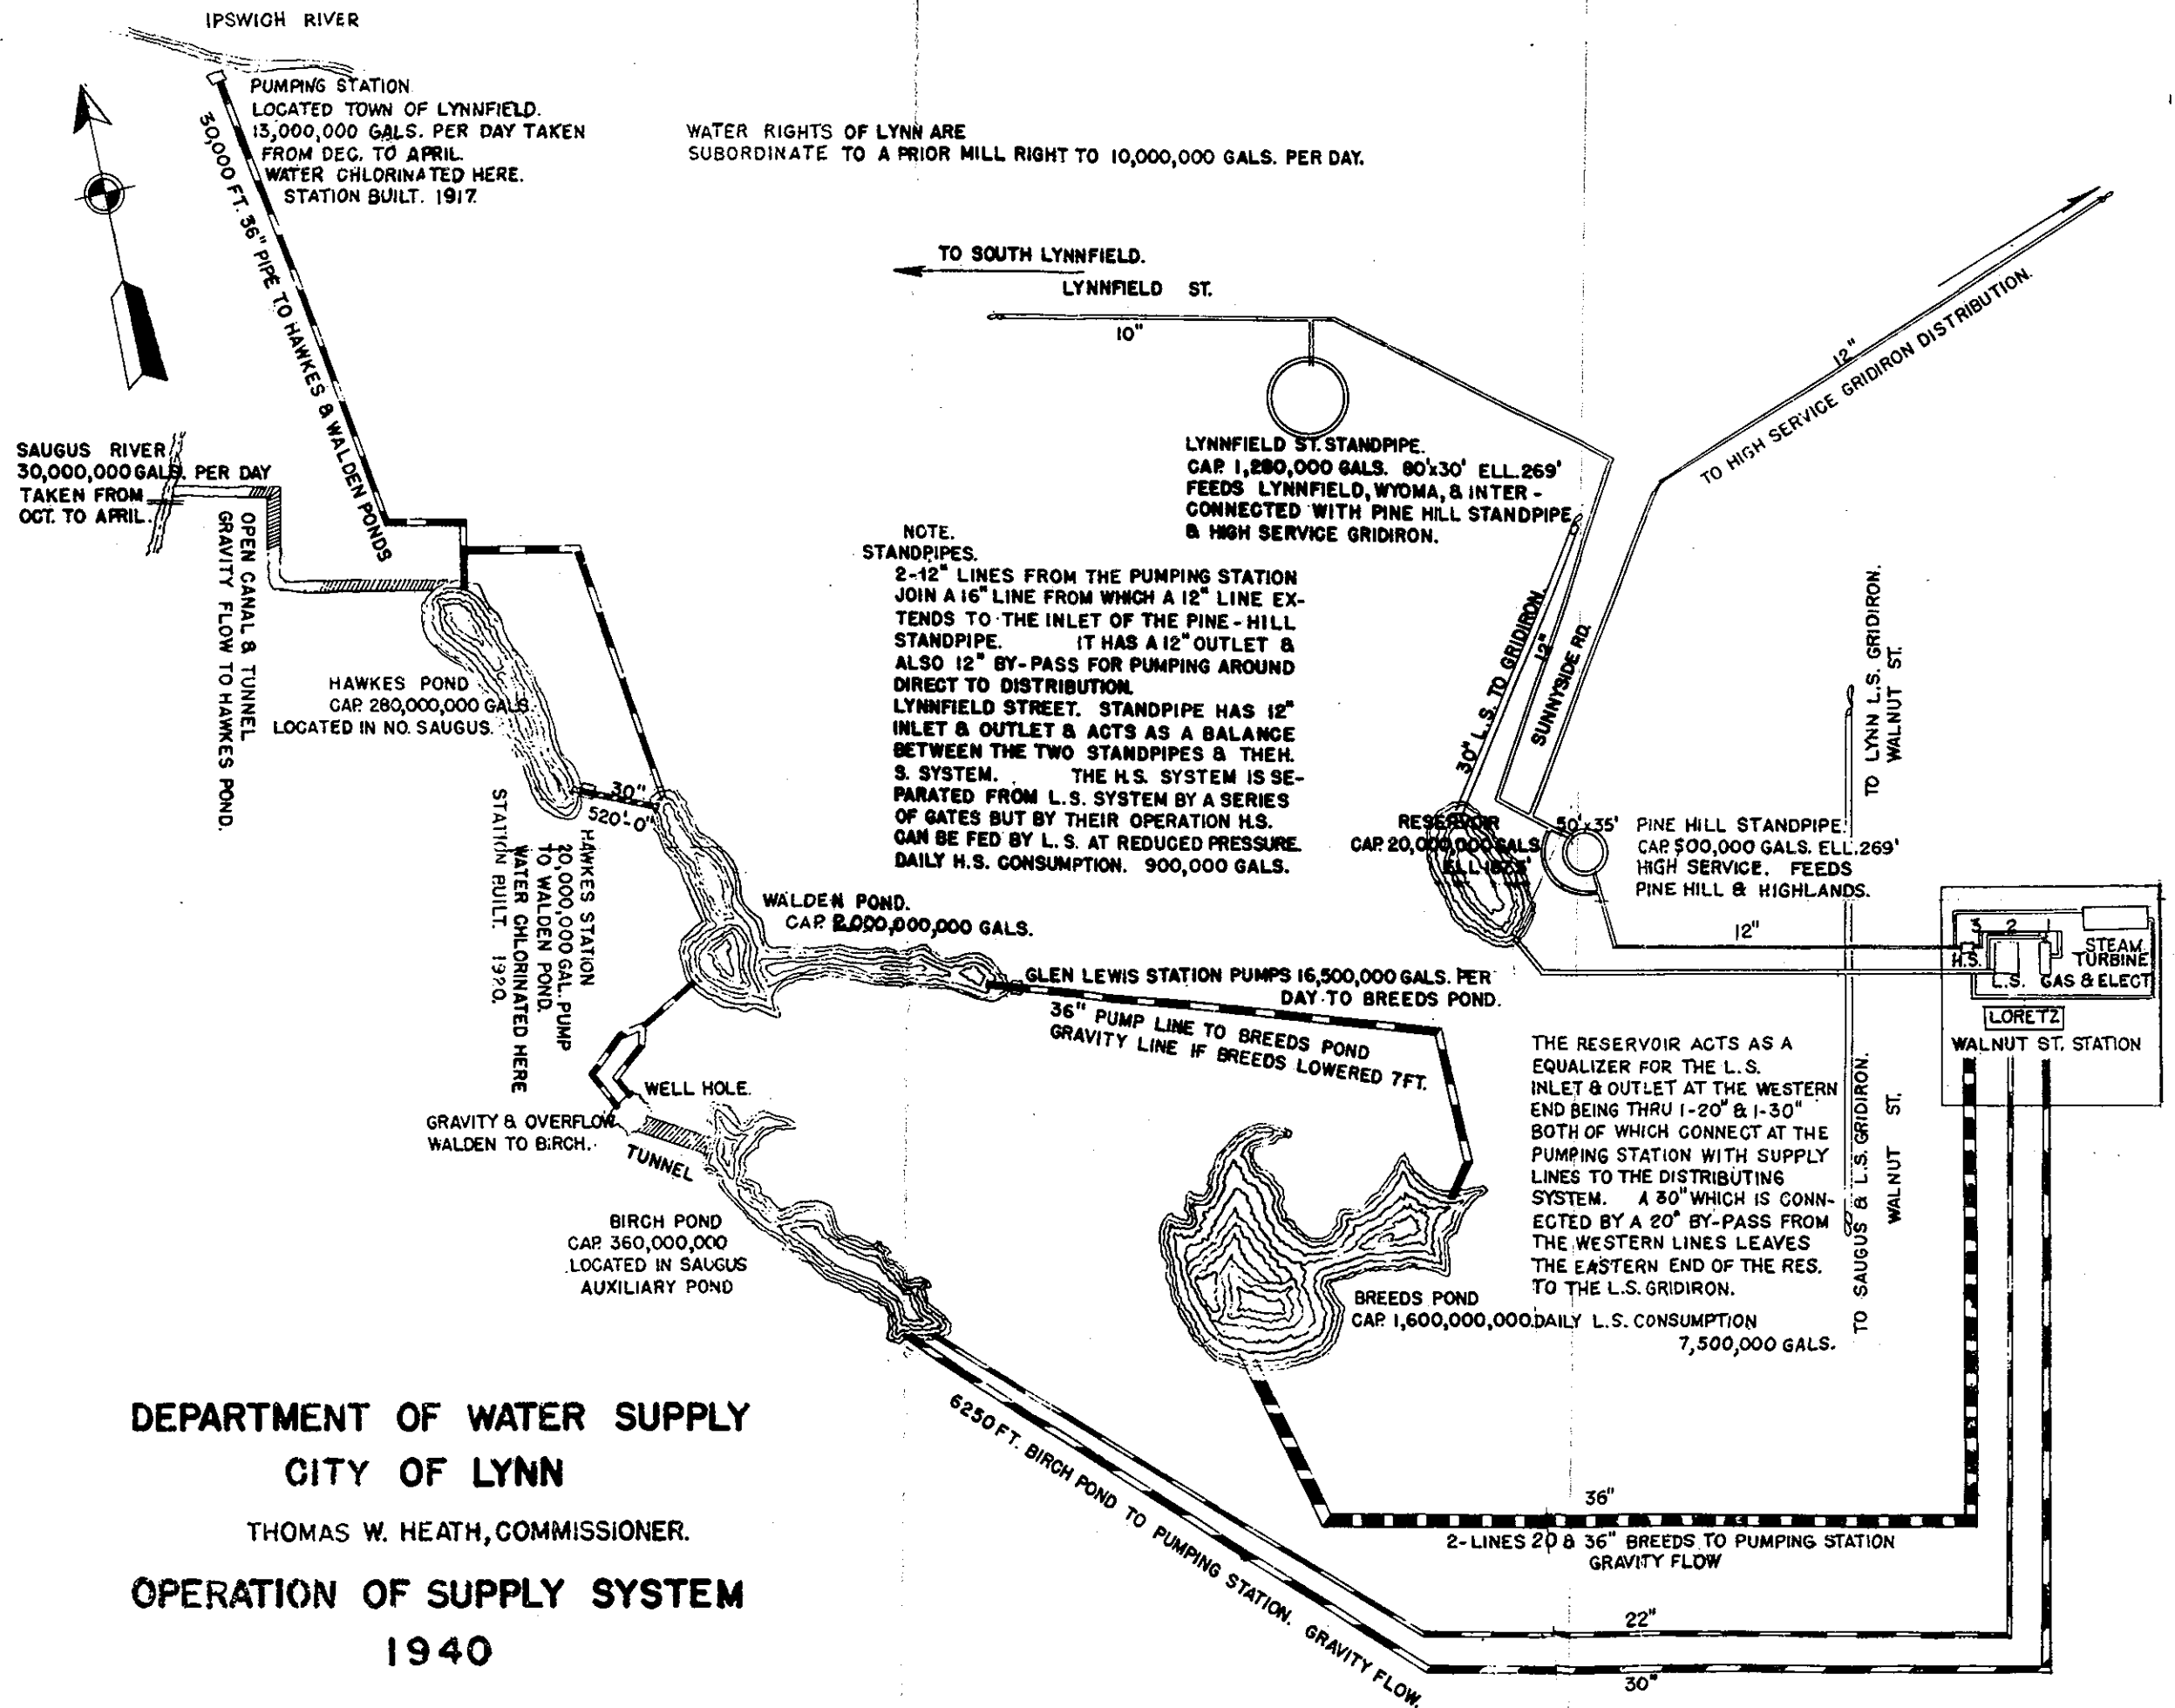 IPSWICH RIVER
PUMPING STATION
LOCATED TOWN OF LYNNFIELD.
13,000,000 GALS. PER DAY TAKEN
FROM DEC. TO APRIL.
WATER CHLORINATED HERE.
STATION BUILT. 1917.
30,000 FT. 36" PIPE TO HAWKES & WALDEN PONDS
WATER RIGHTS OF LYNN ARE
SUBORDINATE TO A PRIOR MILL RIGHT TO 10,000,000 GALS. PER DAY.
TO SOUTH LYNNFIELD.
LYNNFIELD ST.
10"
12"
TO HIGH SERVICE GRIDIRON DISTRIBUTION.
SAUGUS RIVER
30,000,000 GALS. PER DAY
TAKEN FROM
OCT. TO APRIL.
OPEN CANAL & TUNNEL
GRAVITY FLOW TO HAWKES POND.
LYNNFIELD ST. STANDPIPE.
CAP. 1,280,000 GALS. 80'x30' ELL.269'
FEEDS LYNNFIELD, WYOMA, & INTER-
CONNECTED WITH PINE HILL STANDPIPE
& HIGH SERVICE GRIDIRON.
NOTE.
STANDPIPES.
2-12" LINES FROM THE PUMPING STATION
JOIN A 16" LINE FROM WHICH A 12" LINE EX-
TENDS TO THE INLET OF THE PINE-HILL
STANDPIPE. IT HAS A 12" OUTLET &
ALSO 12" BY-PASS FOR PUMPING AROUND
DIRECT TO DISTRIBUTION.
LYNNFIELD STREET. STANDPIPE HAS 12"
INLET & OUTLET & ACTS AS A BALANCE
BETWEEN THE TWO STANDPIPES & THE H.
S. SYSTEM. THE H.S. SYSTEM IS SE-
PARATED FROM L.S. SYSTEM BY A SERIES
OF GATES BUT BY THEIR OPERATION H.S.
CAN BE FED BY L.S. AT REDUCED PRESSURE.
DAILY H.S. CONSUMPTION. 900,000 GALS.
30" L.S. TO GRIDIRON.
12"
SUNNYSIDE RD.
TO LYNN L.S. GRIDIRON.
WALNUT ST.
HAWKES POND
CAP. 280,000,000 GALS.
LOCATED IN NO. SAUGUS.
30"
520'-0"
HAWKES STATION
20,000,000 GAL. PUMP
TO WALDEN POND.
WATER CHLORINATED HERE
STATION BUILT. 1920.
RESERVOIR
CAP. 20,000,000 GALS
50'x35'
PINE HILL STANDPIPE.
CAP. 500,000 GALS. ELL.269'
HIGH SERVICE. FEEDS
PINE HILL & HIGHLANDS.
WALDEN POND.
CAP. 2,000,000,000 GALS.
12"
3 2 1
H.S.
STEAM
TURBINE
L.S. GAS & ELECT
LORETZ
WALNUT ST. STATION
GLEN LEWIS STATION PUMPS 16,500,000 GALS. PER
DAY TO BREEDS POND.
36" PUMP LINE TO BREEDS POND
GRAVITY LINE IF BREEDS LOWERED 7FT.
WELL HOLE.
GRAVITY & OVERFLOW
WALDEN TO BIRCH.
TUNNEL
THE RESERVOIR ACTS AS A
EQUALIZER FOR THE L.S.
INLET & OUTLET AT THE WESTERN
END BEING THRU 1-20" & 1-30"
BOTH OF WHICH CONNECT AT THE
PUMPING STATION WITH SUPPLY
LINES TO THE DISTRIBUTING
SYSTEM. A 30" WHICH IS CONN-
ECTED BY A 20" BY-PASS FROM
THE WESTERN LINES LEAVES
THE EASTERN END OF THE RES.
TO THE L.S. GRIDIRON.
TO SAUGUS & L.S. GRIDIRON.
WALNUT ST.
BIRCH POND
CAP. 360,000,000
LOCATED IN SAUGUS
AUXILIARY POND
BREEDS POND
CAP. 1,600,000,000.
DAILY L.S. CONSUMPTION
7,500,000 GALS.
6250 FT. BIRCH POND TO PUMPING STATION. GRAVITY FLOW.
36"
2-LINES 20 & 36" BREEDS TO PUMPING STATION
GRAVITY FLOW
22"
30"
DEPARTMENT OF WATER SUPPLY
CITY OF LYNN
THOMAS W. HEATH, COMMISSIONER.
OPERATION OF SUPPLY SYSTEM
1940